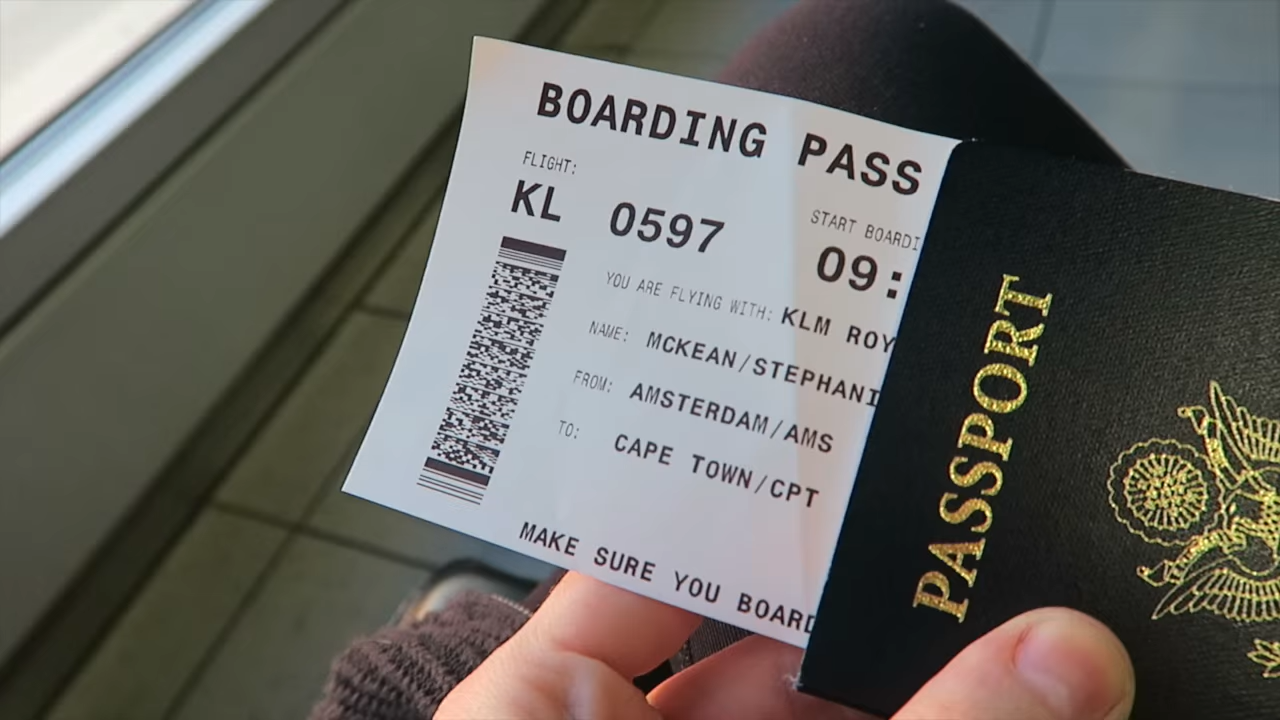 BOARDING PASS
FLIGHT:
KL 0597
START BOARDI
09:
YOU ARE FLYING WITH: KLM ROY
NAME: MCKEAN/STEPHANI
FROM: AMSTERDAM/AMS
TO: CAPE TOWN/CPT
MAKE SURE YOU BOARD
PASSPORT